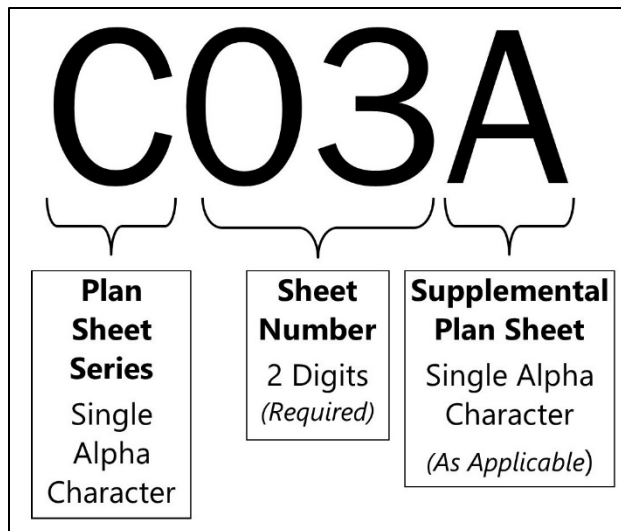 C03A
Plan
Sheet
Series
Single
Alpha
Character
Sheet
Number
2 Digits
(Required)
Supplemental
Plan Sheet
Single Alpha
Character
(As Applicable)